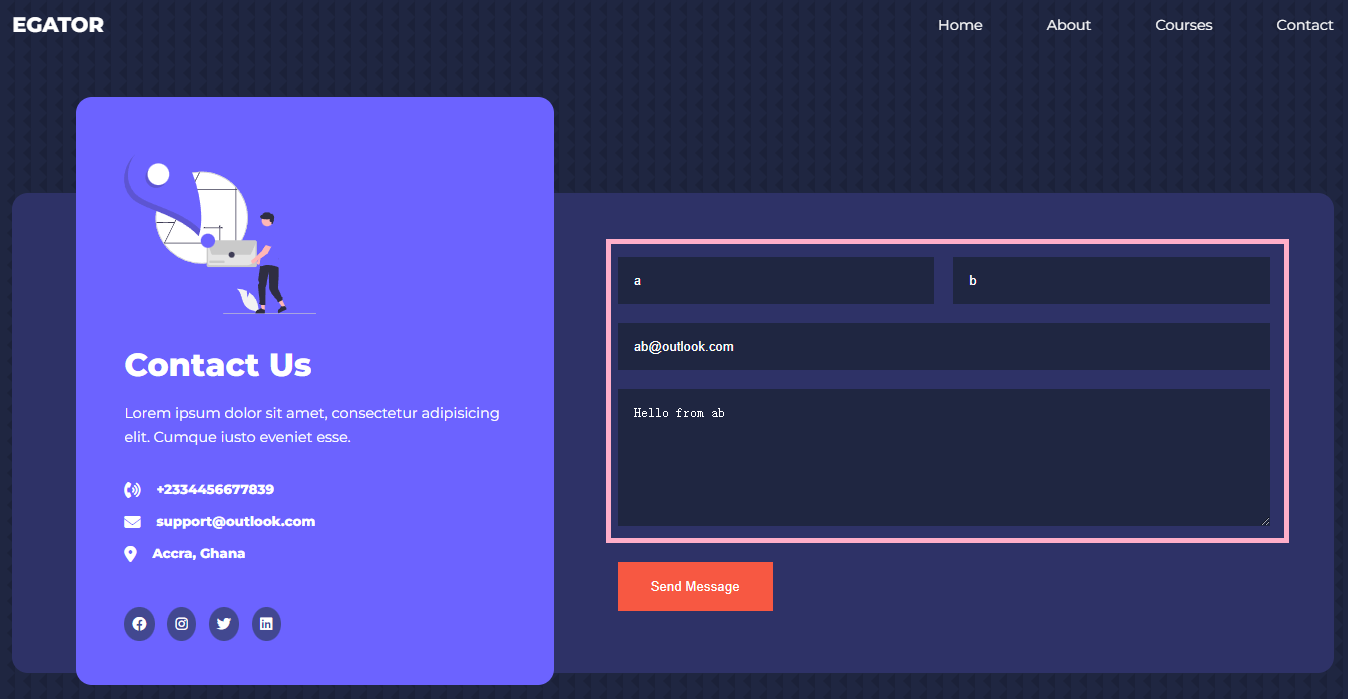 EGATOR
Home About Courses Contact
Contact Us
Lorem ipsum dolor sit amet, consectetur adipisicing
elit. Cumque iusto eveniet esse.
+2334456677839
support@outlook.com
Accra, Ghana
a
b
ab@outlook.com
Hello from ab
Send Message